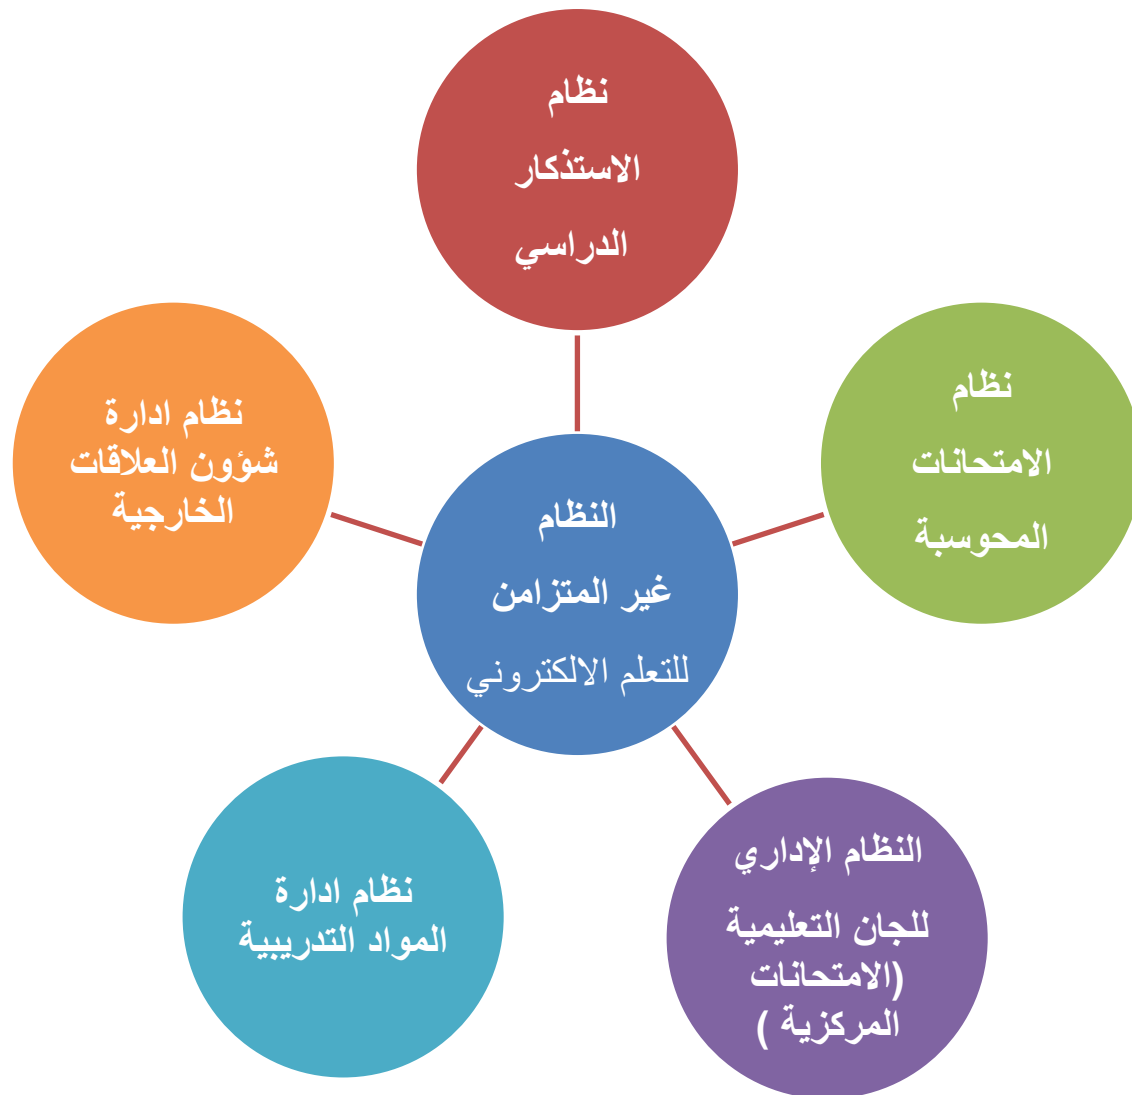 نظام
الاستذكار
الدراسي
نظام
الامتحانات
المحوسبة
نظام ادارة
شؤون العلاقات
الخارجية
النظام
غير المتزامن
للتعلم الالكتروني
النظام الإداري
للجان التعليمية
(الامتحانات
المركزية )
نظام ادارة
المواد التدريبية